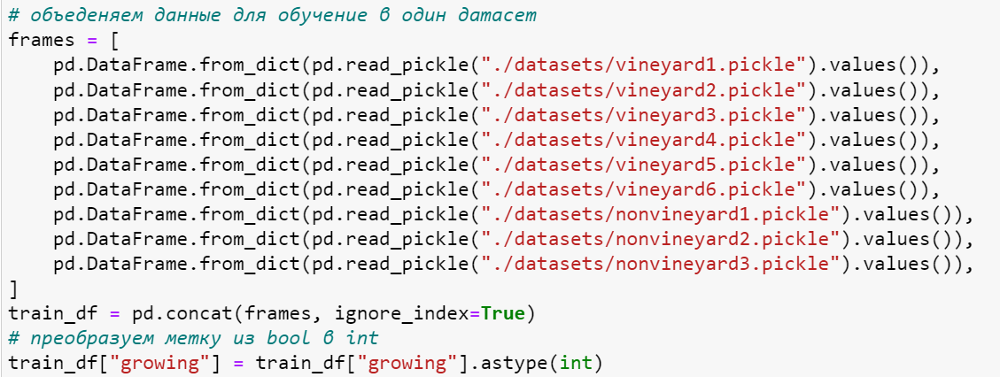 # объеденяем данные для обучение в один датасет
frames = [
    pd.DataFrame.from_dict(pd.read_pickle("./datasets/vineyard1.pickle").values()),
    pd.DataFrame.from_dict(pd.read_pickle("./datasets/vineyard2.pickle").values()),
    pd.DataFrame.from_dict(pd.read_pickle("./datasets/vineyard3.pickle").values()),
    pd.DataFrame.from_dict(pd.read_pickle("./datasets/vineyard4.pickle").values()),
    pd.DataFrame.from_dict(pd.read_pickle("./datasets/vineyard5.pickle").values()),
    pd.DataFrame.from_dict(pd.read_pickle("./datasets/vineyard6.pickle").values()),
    pd.DataFrame.from_dict(pd.read_pickle("./datasets/nonvineyard1.pickle").values()),
    pd.DataFrame.from_dict(pd.read_pickle("./datasets/nonvineyard2.pickle").values()),
    pd.DataFrame.from_dict(pd.read_pickle("./datasets/nonvineyard3.pickle").values()),
]
train_df = pd.concat(frames, ignore_index=True)
# преобразуем метку из bool в int
train_df["growing"] = train_df["growing"].astype(int)